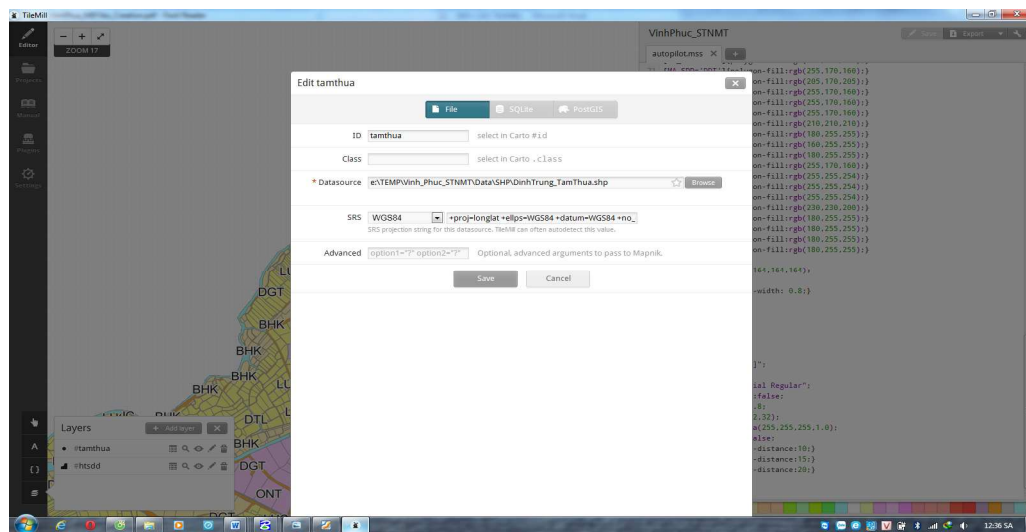 TileMill
Editor
ZOOM 17
Projects
Manual
Plugins
Settings
VinhPhuc_STNMT
Save
Export
autopilot.mss
Edit tamthua
File
SQLite
PostGIS
ID
tamthua
select in Carto #id
Class
select in Carto .class
* Datasource
e:\TEMP\Vinh_Phuc_STNMT\Data\SHP\DinhTrung_TamThua.shp
Browse
SRS
WGS84
+proj=longlat +ellps=WGS84 +datum=WGS84 +no_
SRS projection string for this datasource. TileMill can often autodetect this value.
Advanced
option1="?" option2="?"
Optional, advanced arguments to pass to Mapnik.
Save
Cancel
on-fill:rgb(255,170,160);}
on-fill:rgb(205,170,205);}
on-fill:rgb(255,170,160);}
on-fill:rgb(255,170,160);}
on-fill:rgb(255,170,160);}
on-fill:rgb(210,210,210);}
on-fill:rgb(180,255,255);}
on-fill:rgb(160,255,255);}
on-fill:rgb(180,255,255);}
on-fill:rgb(255,255,254);}
on-fill:rgb(255,255,254);}
on-fill:rgb(255,255,254);}
on-fill:rgb(230,230,200);}
on-fill:rgb(180,255,255);}
on-fill:rgb(180,255,255);}
on-fill:rgb(180,255,255);}
on-fill:rgb(180,255,255);}
164,164,164);
-width: 0.8;}
]";
ial Regular";
:false;
.8;
2,32);
a(255,255,255,1.0);
alse;
-distance:10;}
-distance:15;}
-distance:20;}
LU
DGT
BHK
BHK
BHK
BHK
LU
DTL
L
BHK
DGT
ONT
Layers
+ Add layer
#tamthua
#htsdd
12:36 SA